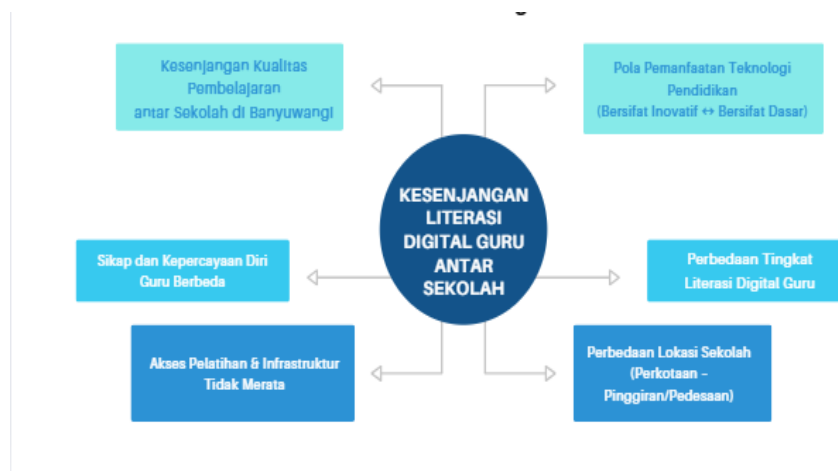 Kesenjangan Kualitas
Pembelajaran
antar Sekolah di Banyuwangi
Pola Pemanfaatan Teknologi
Pendidikan
(Bersifat Inovatif ↔ Bersifat Dasar)
KESENJANGAN
LITERASI
DIGITAL GURU
ANTAR
SEKOLAH
Sikap dan Kepercayaan Diri
Guru Berbeda
Perbedaan Tingkat
Literasi Digital Guru
Akses Pelatihan & Infrastruktur
Tidak Merata
Perbedaan Lokasi Sekolah
(Perkotaan –
Pinggiran/Pedesaan)